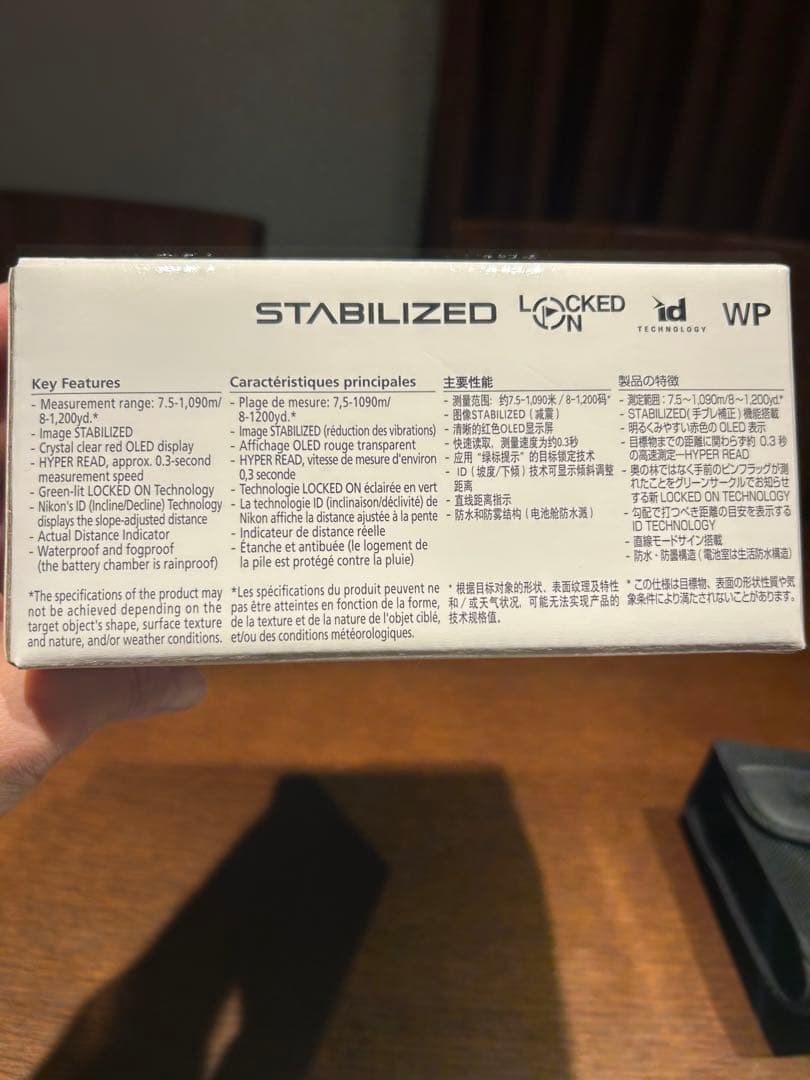 STABILIZED
LOCKED
ON
id
TECHNOLOGY
WP
Key Features
- Measurement range: 7.5-1,090m/
8-1,200yd.*
- Image STABILIZED
- Crystal clear red OLED display
- HYPER READ, approx. 0.3-second
measurement speed
- Green-lit LOCKED ON Technology
- Nikon's ID (Incline/Decline) Technology
displays the slope-adjusted distance
- Actual Distance Indicator
- Waterproof and fogproof
(the battery chamber is rainproof)
*The specifications of the product may
not be achieved depending on the
target object's shape, surface texture
and nature, and/or weather conditions.
Caractéristiques principales
- Plage de mesure: 7,5-1090m/
8-1200yd.*
- Image STABILIZED (réduction des vibrations)
- Affichage OLED rouge transparent
- HYPER READ, vitesse de mesure d'environ
0,3 seconde
- Technologie LOCKED ON éclairée en vert
- La technologie ID (inclinaison/déclivité) de
Nikon affiche la distance ajustée à la pente
- Indicateur de distance réelle
- Étanche et antibuée (le logement de
la pile est protégé contre la pluie)
*Les spécifications du produit peuvent ne
pas être atteintes en fonction de la forme,
de la texture et de la nature de l'objet ciblé,
et/ou des conditions météorologiques.
主要性能
- 测量范围: 约7.5-1,090米 / 8-1,200码*
- 图像STABILIZED ( 减震 )
- 清晰的红色OLED显示屏
- 快速读取，测量速度为约0.3秒
- 应用"绿标提示"的目标锁定技术
- ID ( 坡度/下倾 ) 技术可显示倾斜调整
距离
- 直线距离指示
- 防水和防雾结构 ( 电池舱防水溅 )
* 根据目标对象的形状、表面纹理及特性
和 / 或天气状况，可能无法实现产品的
技术规格值。
製品の特徴
- 測定範囲 : 7.5～1,090m/8～1,200yd.*
- STABILIZED( 手ブレ補正 ) 機能搭載
- 明るくみやすい赤色の OLED 表示
- 目標物までの距離に関わらず約 0.3 秒
の高速測定—HYPER READ
- 奥の林ではなく手前のピンフラッグが測
れたことをグリーンサークルでお知らせ
する新 LOCKED ON TECHNOLOGY
- 勾配で打つべき距離の目安を表示する
ID TECHNOLOGY
- 直線モードサイン搭載
- 防水・防曇構造 ( 電池室は生活防水構造 )
* この仕様は目標物、表面の形状性質や気
象条件により満たされないことがあります。